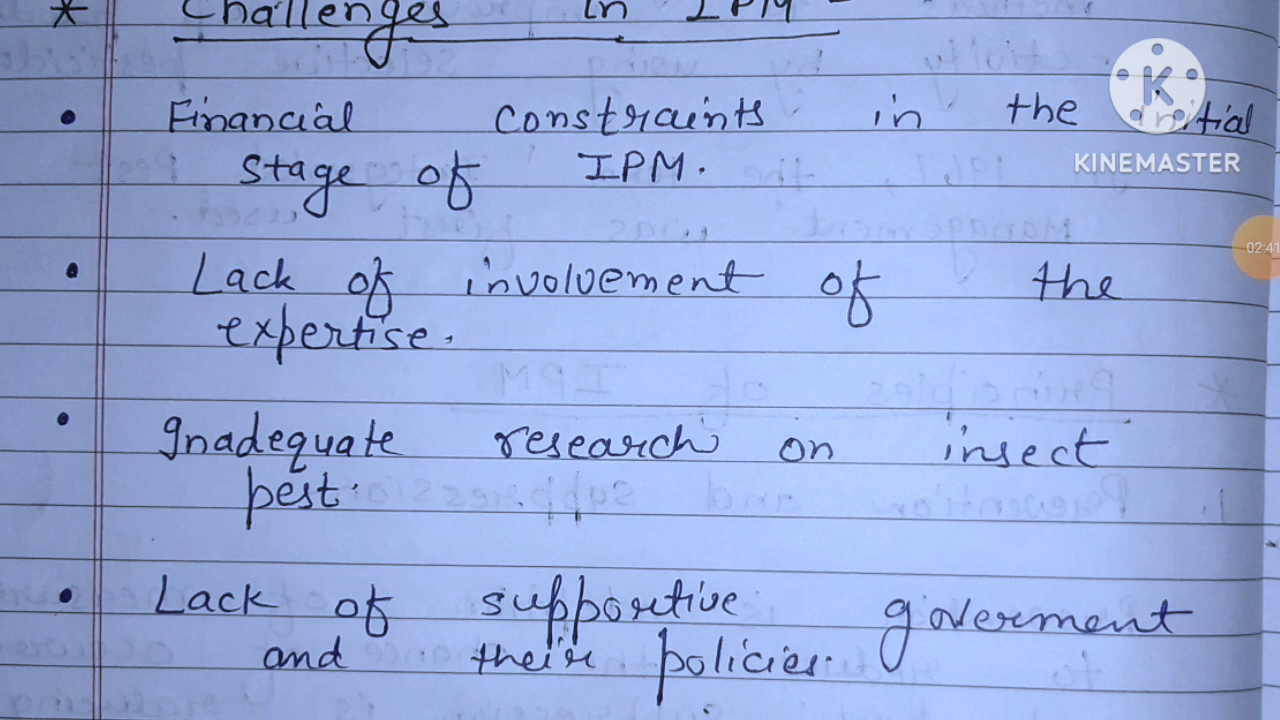 * Challenges in IPM -
• Financial constraints in the initial
stage of IPM.
• Lack of involvement of the
expertise.
• Inadequate research on insect
pest.
• Lack of supportive goverment
and their policies.
K
KINEMASTER
02:41